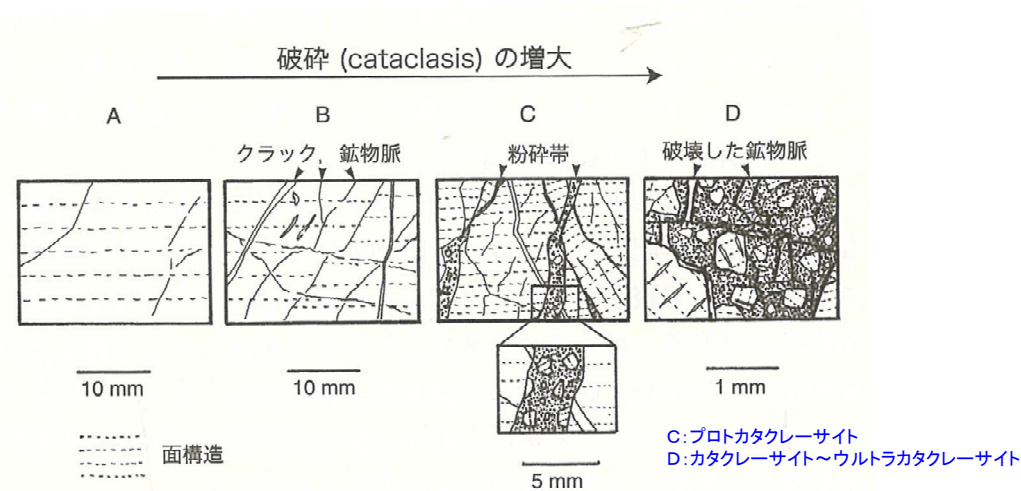 破砕 (cataclasis) の増大
A
B
C
D
クラック, 鉱物脈
粉砕帯
破壊した鉱物脈
10 mm
10 mm
1 mm
面構造
5 mm
C:プロトカタクレーサイト
D:カタクレーサイト~ウルトラカタクレーサイト